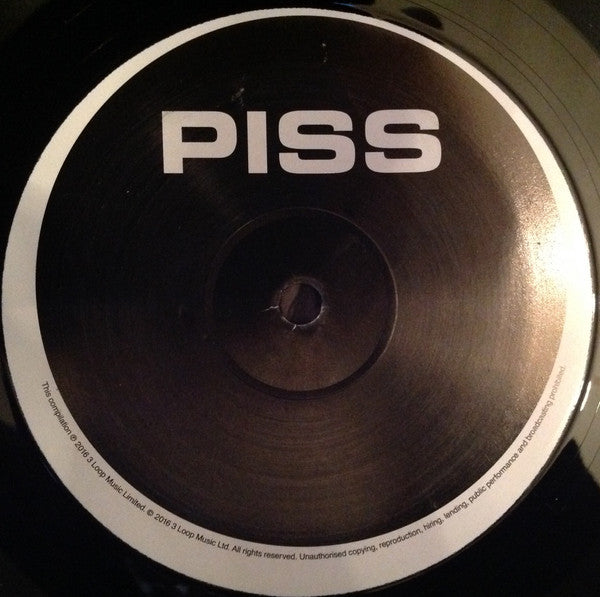 PISS
This compilation ℗ 2016 3 Loop Music Limited. © 2016 3 Loop Music Ltd. All rights reserved. Unauthorised copying, reproduction, hiring, lending, public performance and broadcasting prohibited.